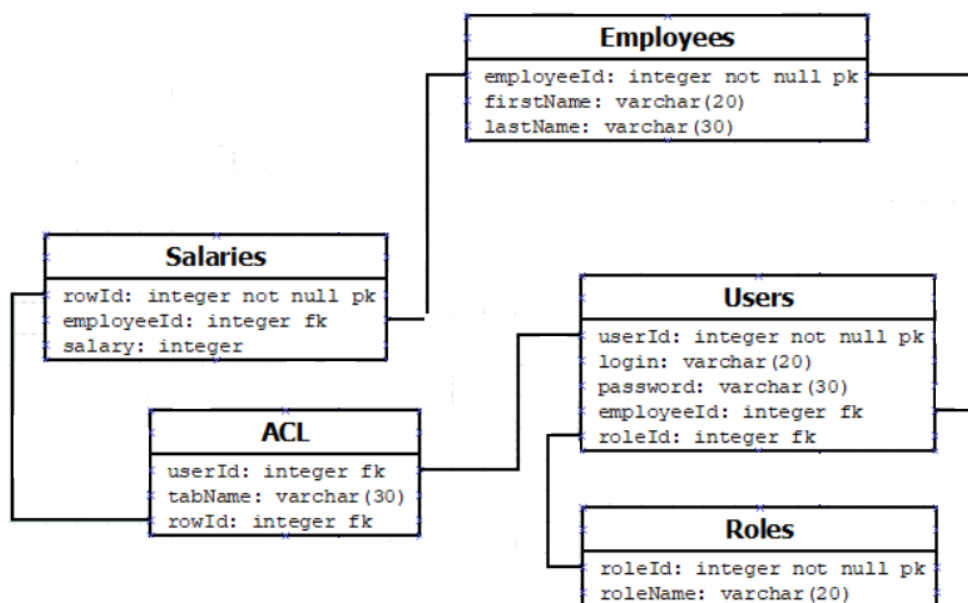 Employees
employeeId: integer not null pk
firstName: varchar(20)
lastName: varchar(30)
Salaries
rowId: integer not null pk
employeeId: integer fk
salary: integer
Users
userId: integer not null pk
login: varchar(20)
password: varchar(30)
employeeId: integer fk
roleId: integer fk
ACL
userId: integer fk
tabName: varchar(30)
rowId: integer fk
Roles
roleId: integer not null pk
roleName: varchar(20)